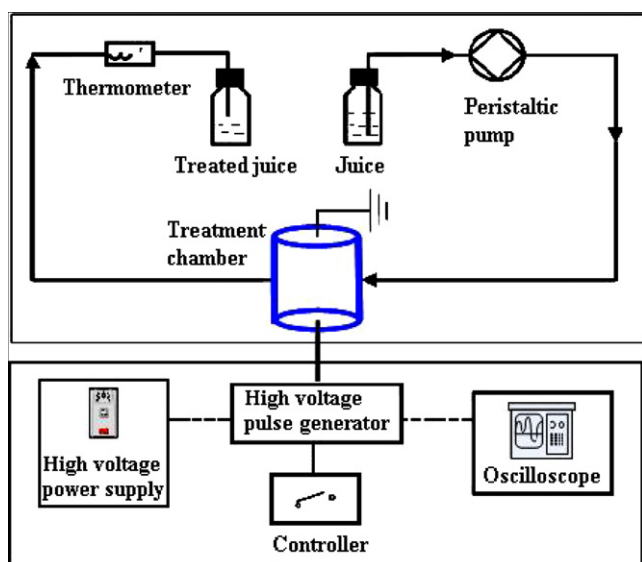 Thermometer
Treated juice
Juice
Peristaltic
pump
Treatment
chamber
High voltage
pulse generator
High voltage
power supply
Oscilloscope
Controller